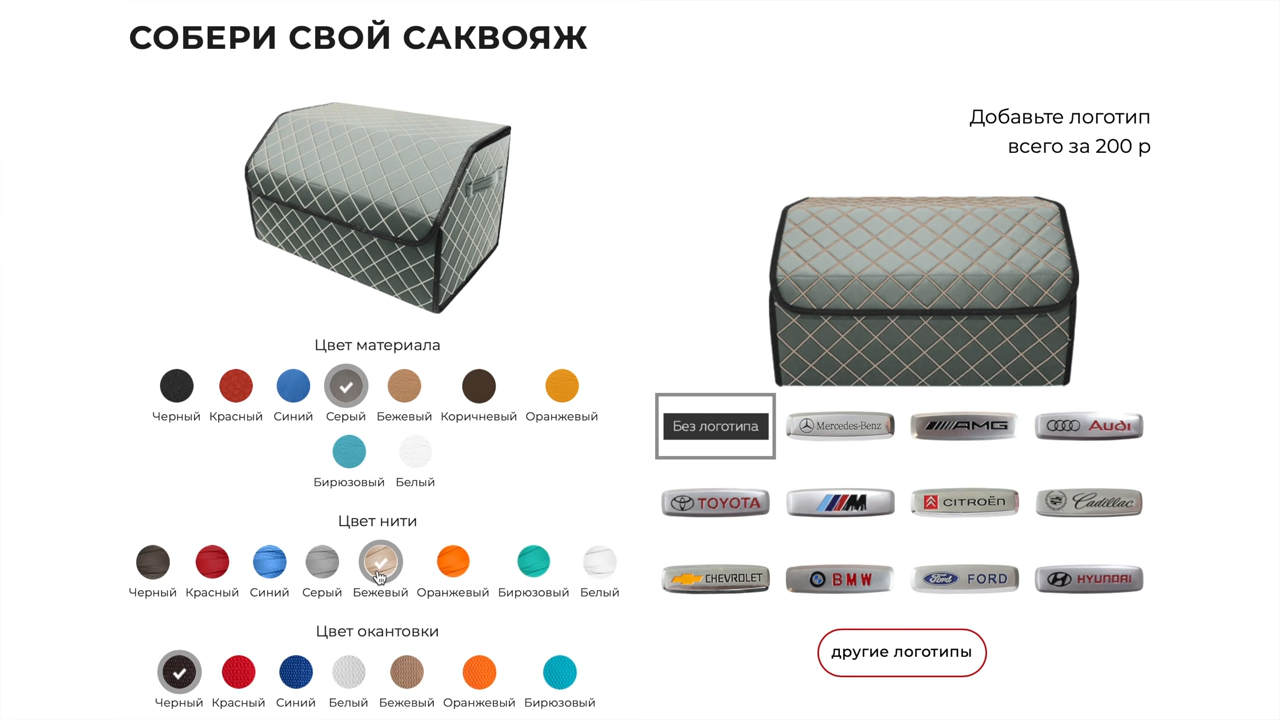 СОБЕРИ СВОЙ САКВОЯЖ
Добавьте логотип
всего за 200 р
Цвет материала
Черный Красный Синий Серый Бежевый Коричневый Оранжевый
Бирюзовый Белый
Цвет нити
Черный Красный Синий Серый Бежевый Оранжевый Бирюзовый Белый
Цвет окантовки
Черный Красный Синий Белый Бежевый Оранжевый Бирюзовый
Без логотипа Mercedes-Benz AMG Audi
TOYOTA M CITROËN Cadillac
CHEVROLET BMW Ford FORD HYUNDAI
другие логотипы